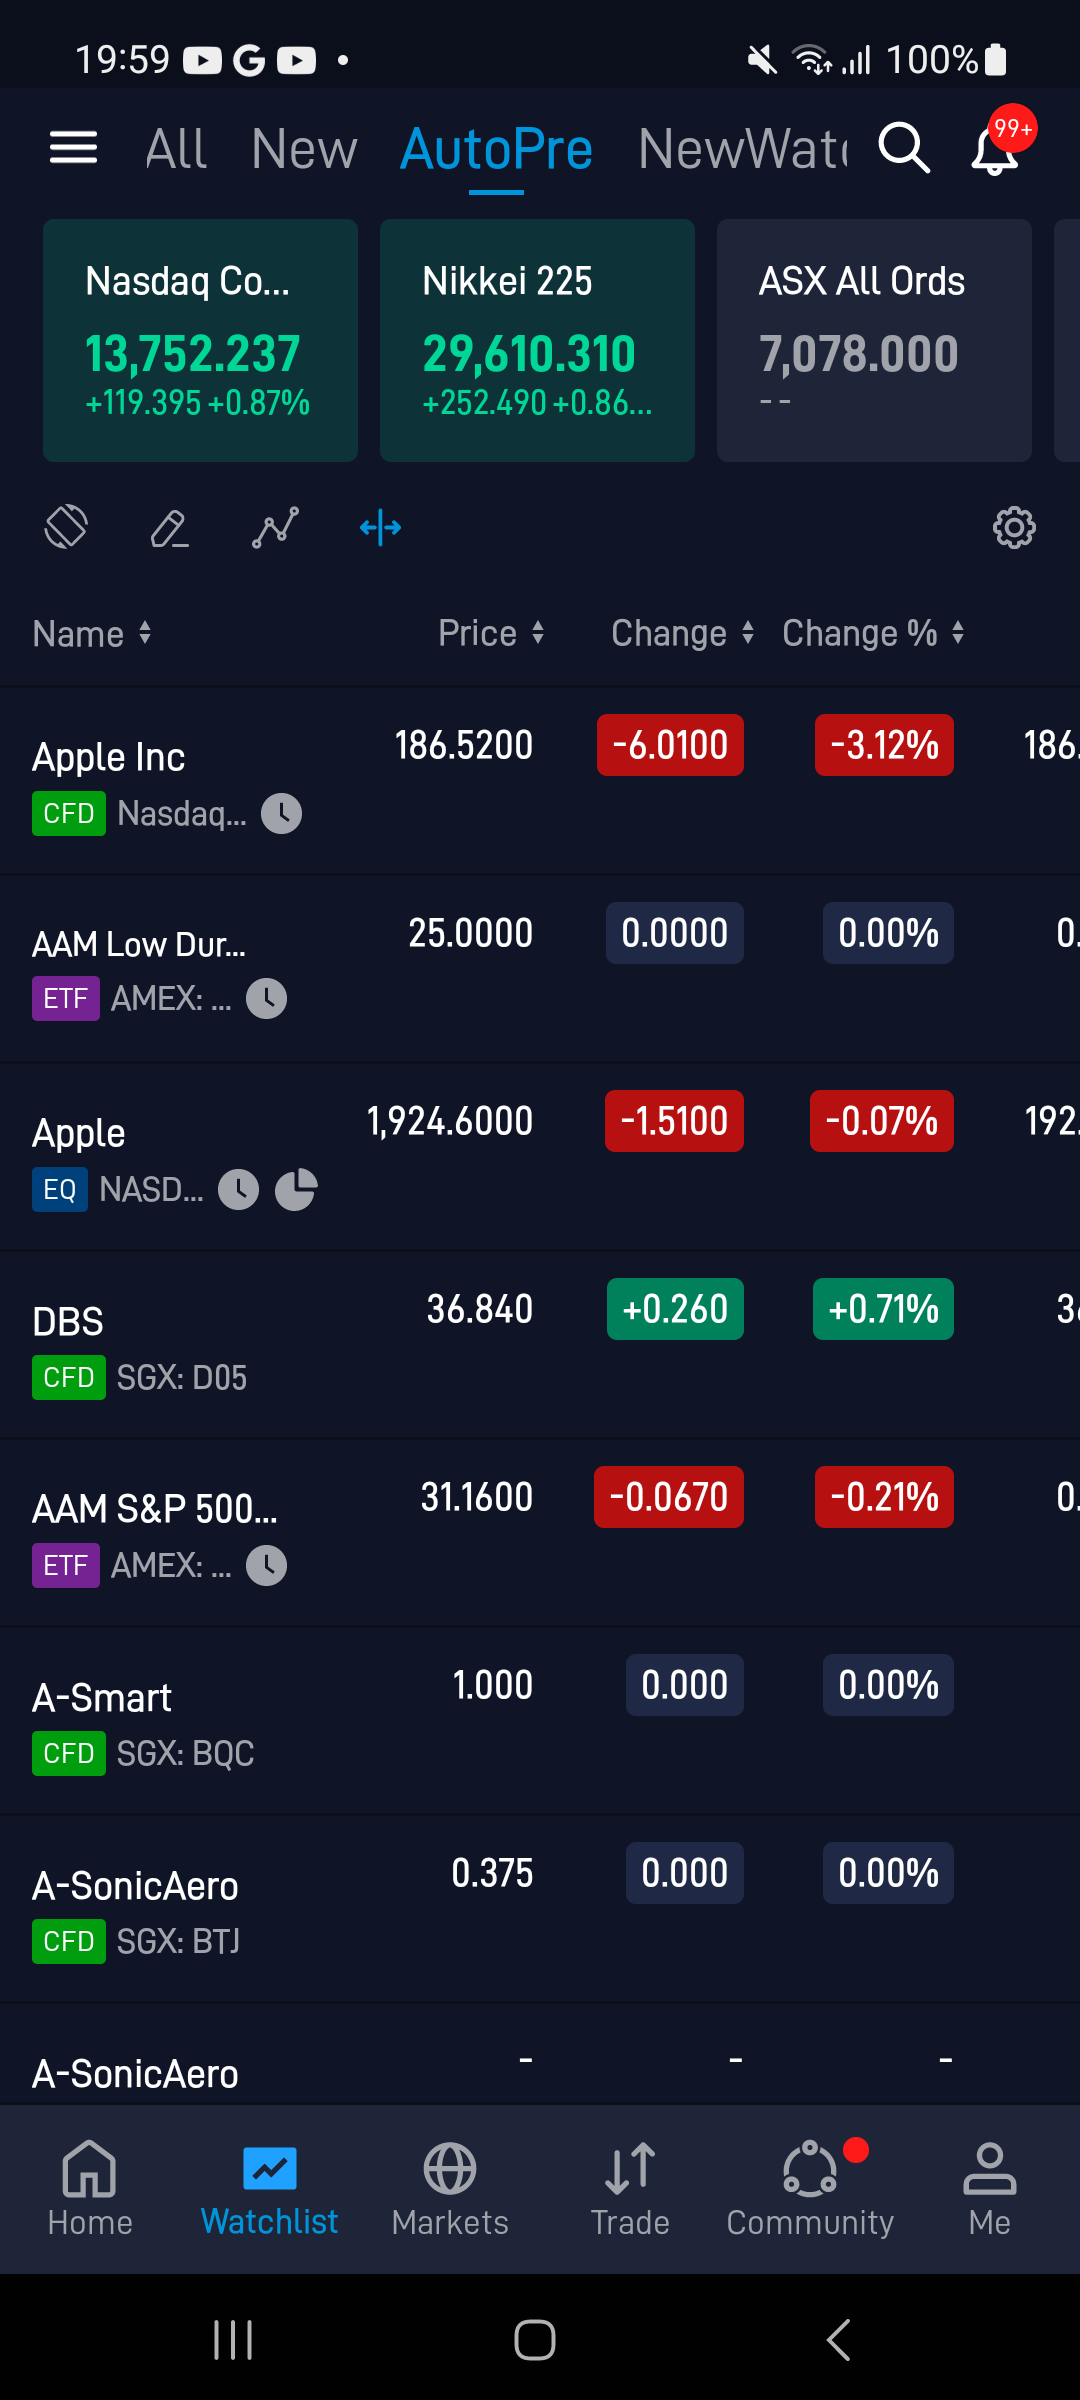 19:59 100%
All New AutoPre NewWatc 99+
Nasdaq Co... Nikkei 225 ASX All Ords
13,752.237 29,610.310 7,078.000
+119.395 +0.87% +252.490 +0.86... --
Name Price Change Change %
Apple Inc 186.5200 -6.0100 -3.12% 186.
CFD Nasdaq...
AAM Low Dur... 25.0000 0.0000 0.00% 0.
ETF AMEX: ...
Apple 1,924.6000 -1.5100 -0.07% 192.
EQ NASD...
DBS 36.840 +0.260 +0.71% 36
CFD SGX: D05
AAM S&P 500... 31.1600 -0.0670 -0.21% 0.
ETF AMEX: ...
A-Smart 1.000 0.000 0.00%
CFD SGX: BQC
A-SonicAero 0.375 0.000 0.00%
CFD SGX: BTJ
A-SonicAero - - -
Home Watchlist Markets Trade Community Me